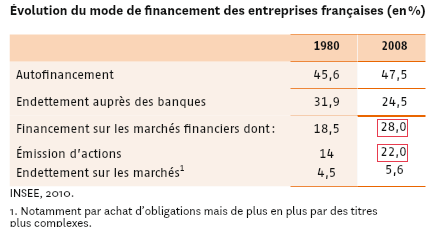 Évolution du mode de financement des entreprises françaises (en %)
1980 2008
Autofinancement 45,6 47,5
Endettement auprès des banques 31,9 24,5
Financement sur les marchés financiers dont : 18,5 28,0
Émission d'actions 14 22,0
Endettement sur les marchés¹ 4,5 5,6
INSEE, 2010.
1. Notamment par achat d'obligations mais de plus en plus par des titres
plus complexes.